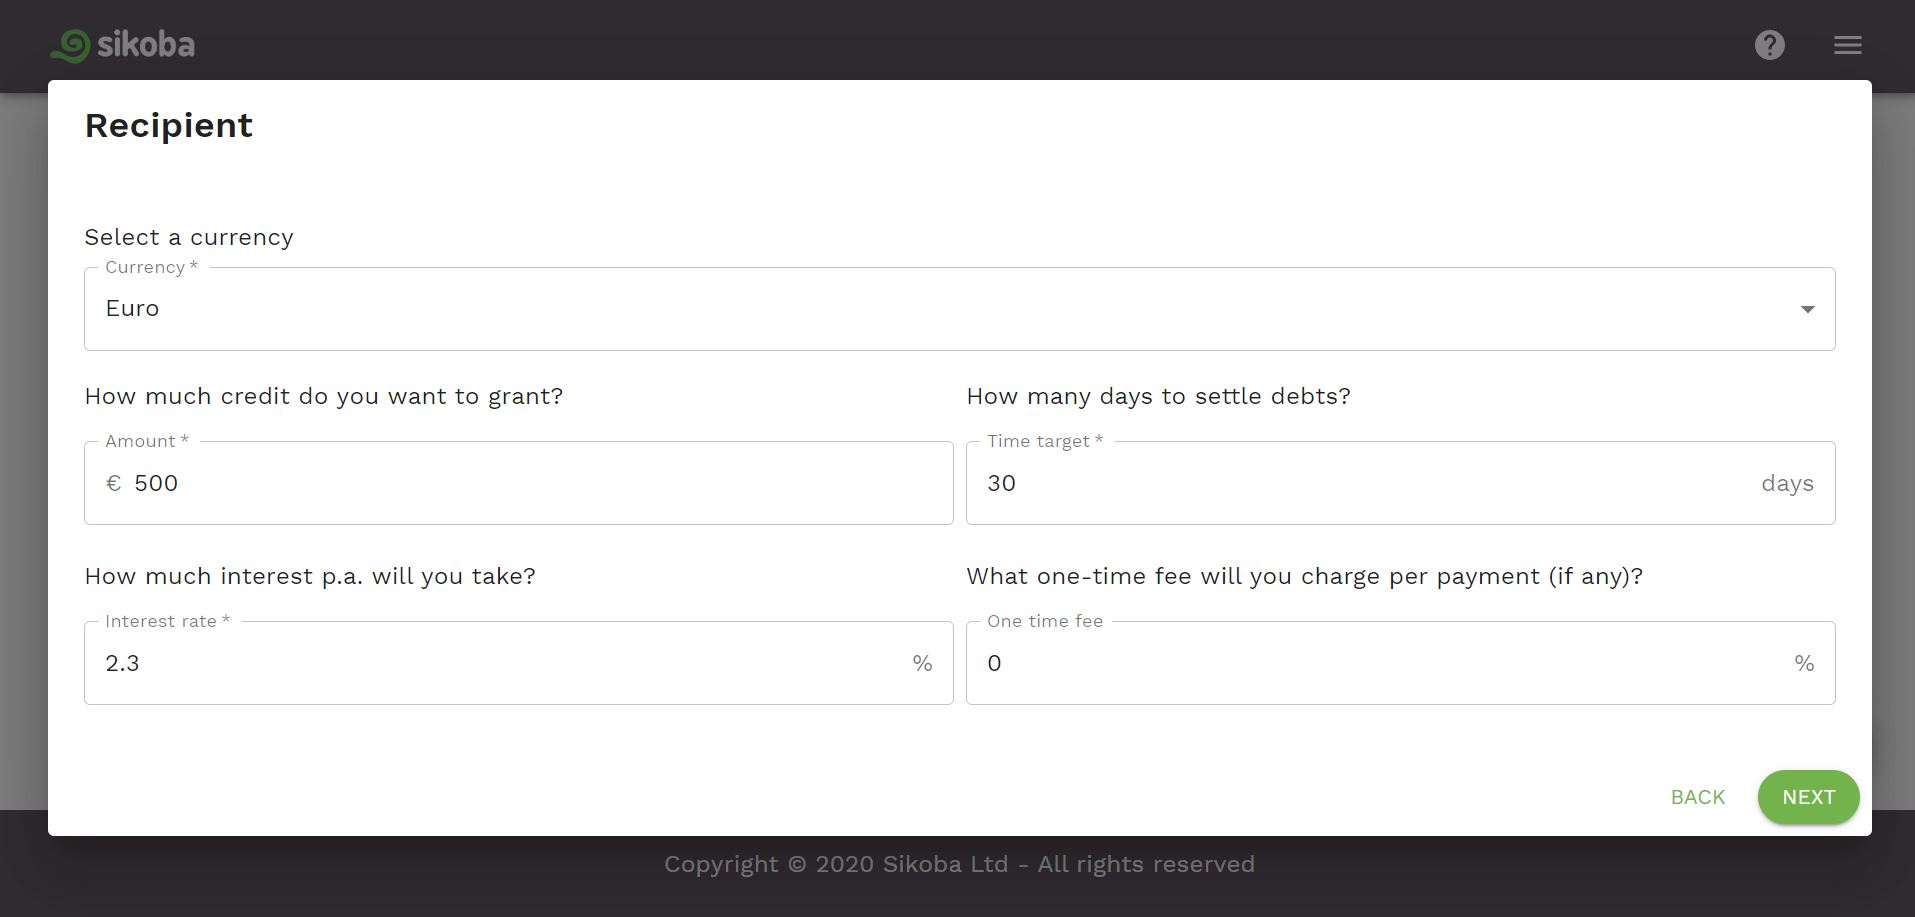 sikoba
Recipient
Select a currency
Currency *
Euro
How much credit do you want to grant?
How many days to settle debts?
Amount *
Time target *
€ 500
30 days
How much interest p.a. will you take?
What one-time fee will you charge per payment (if any)?
Interest rate *
One time fee
2.3 %
0 %
BACK
NEXT
Copyright © 2020 Sikoba Ltd - All rights reserved